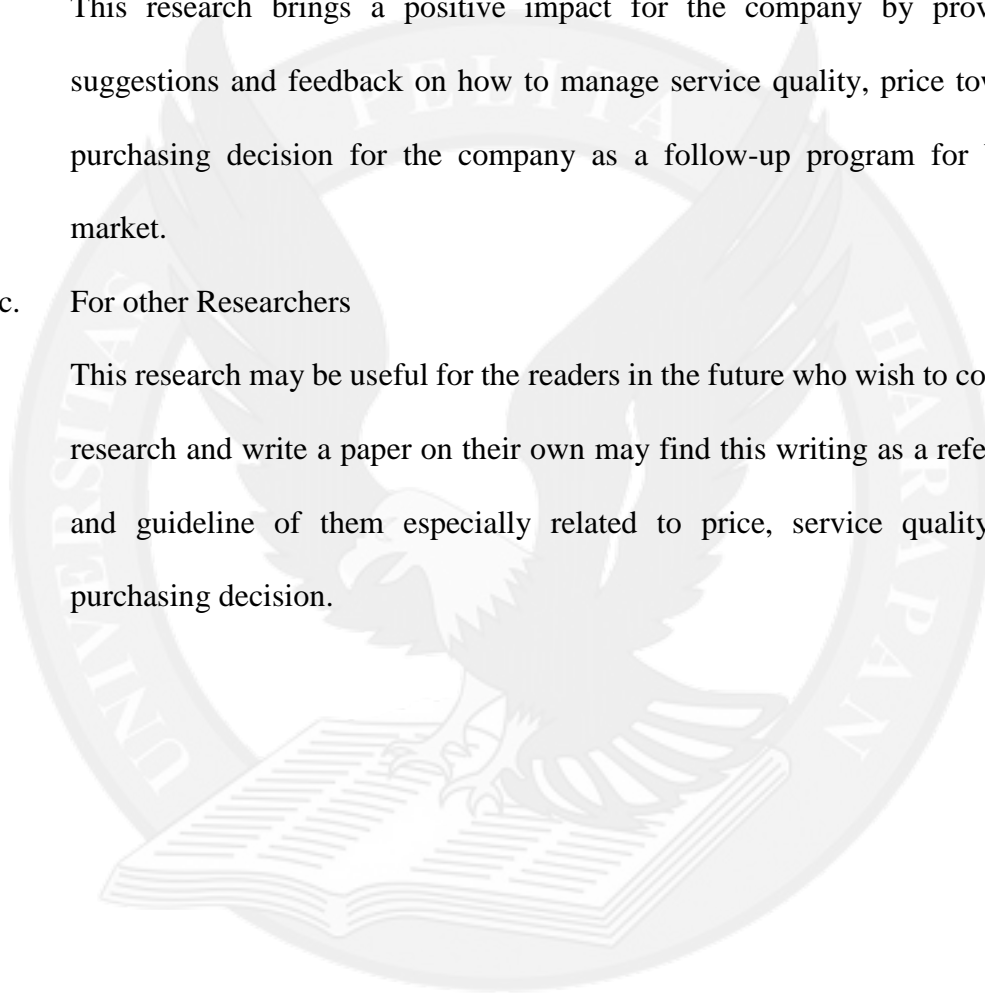 This research brings a positive impact for the company by prov
suggestions and feedback on how to manage service quality, price tov
purchasing decision for the company as a follow-up program for
market.
c. For other Researchers
This research may be useful for the readers in the future who wish to co
research and write a paper on their own may find this writing as a refe
and guideline of them especially related to price, service quality
purchasing decision.
UNIVERSITAS PELITA HARAPAN